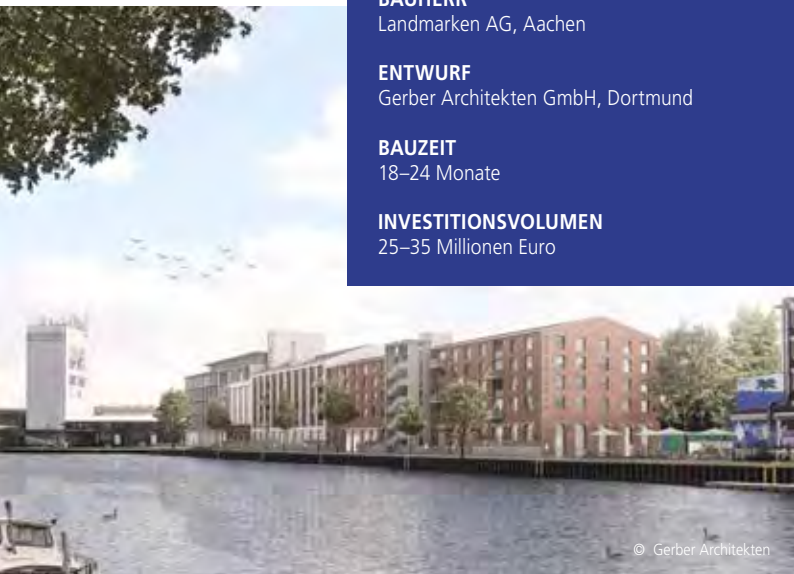 BAUHERR
Landmarken AG, Aachen
ENTWURF
Gerber Architekten GmbH, Dortmund
BAUZEIT
18–24 Monate
INVESTITIONSVOLUMEN
25–35 Millionen Euro
© Gerber Architekten